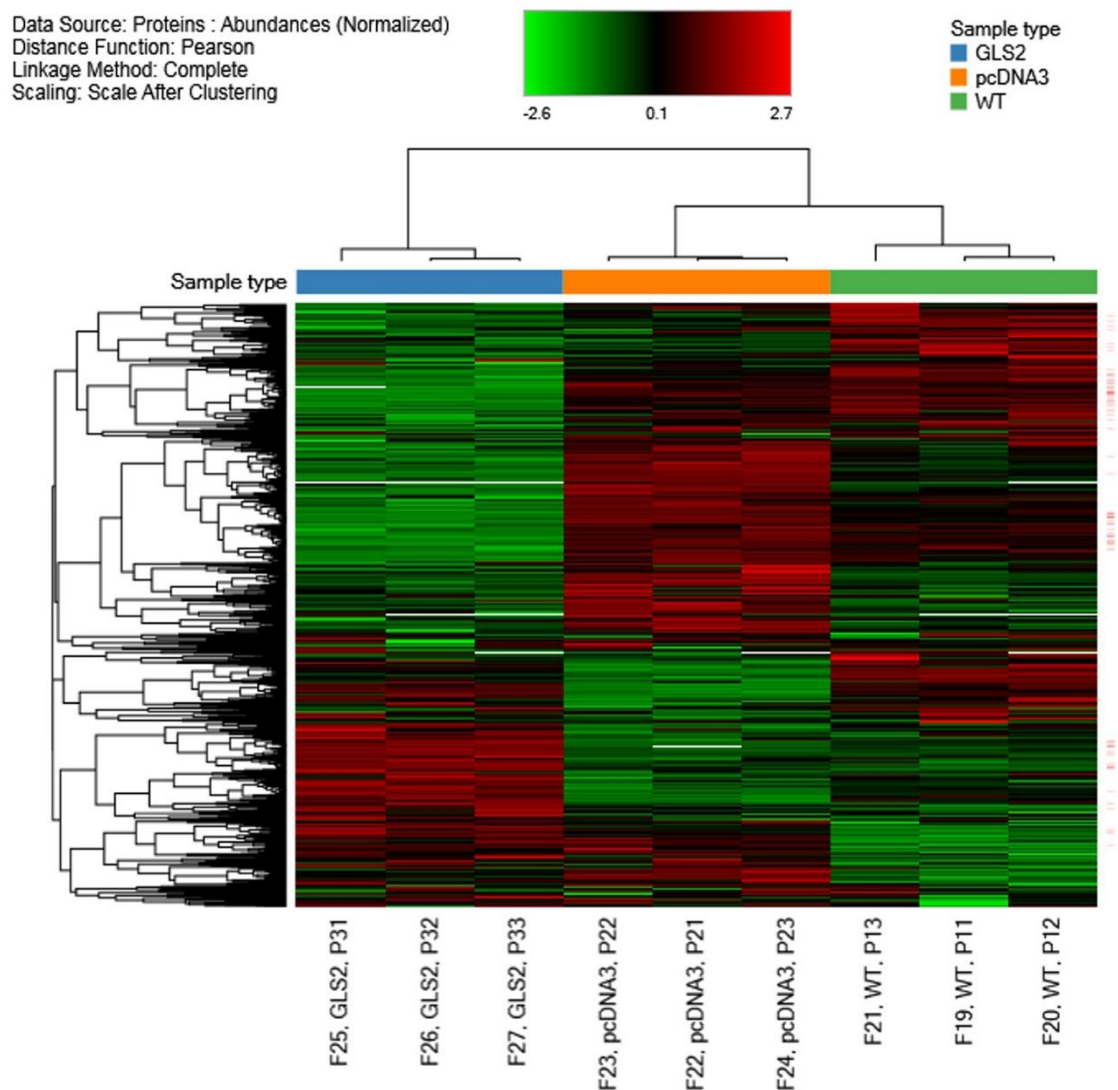 Data Source: Proteins : Abundances (Normalized)
Distance Function: Pearson
Linkage Method: Complete
Scaling: Scale After Clustering
-2.6
0.1
2.7
Sample type
GLS2
pcDNA3
WT
Sample type
F25, GLS2, P31
F26, GLS2, P32
F27, GLS2, P33
F23, pcDNA3, P22
F22, pcDNA3, P21
F24, pcDNA3, P23
F21, WT, P13
F19, WT, P11
F20, WT, P12